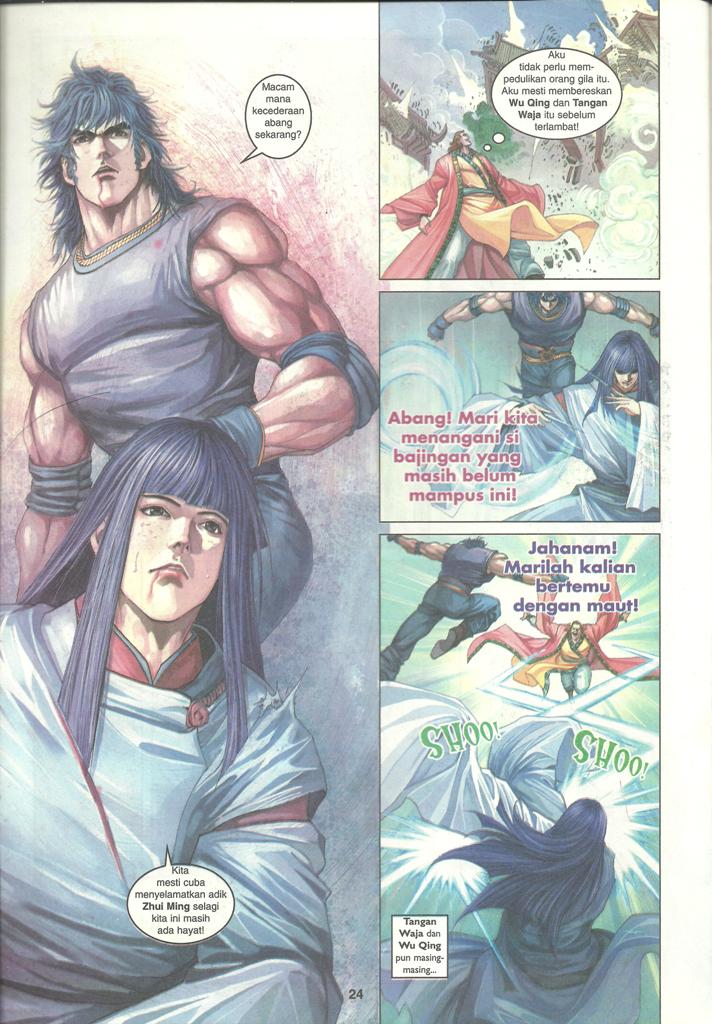 Macam
mana
kecederaan
abang
sekarang?
Kita
mesti cuba
menyelamatkan adik
Zhui Ming selagi
kita ini masih
ada hayat!
Aku
tidak perlu mem-
pedulikan orang gila itu.
Aku mesti membereskan
Wu Qing dan Tangan
Waja itu sebelum
terlambat!
Abang! Mari kita
menangani si
bajingan yang
masih belum
mampus ini!
Jahanam!
Marilah kalian
bertemu
dengan maut!
SHOO!
SHOO!
Tangan
Waja dan
Wu Qing
pun masing-
masing...
24